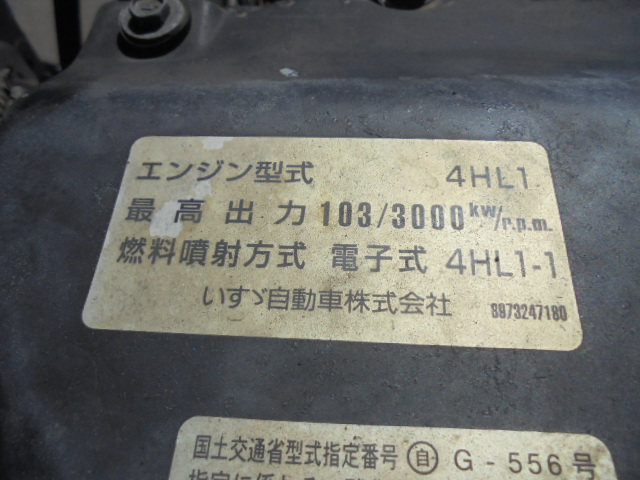 エンジン型式 4HL1
最高出力 103/3000 kW/r.p.m.
燃料噴射方式 電子式 4HL1-1
いすゞ自動車株式会社 8973247180
国土交通省型式指定番号 自 G - 556号